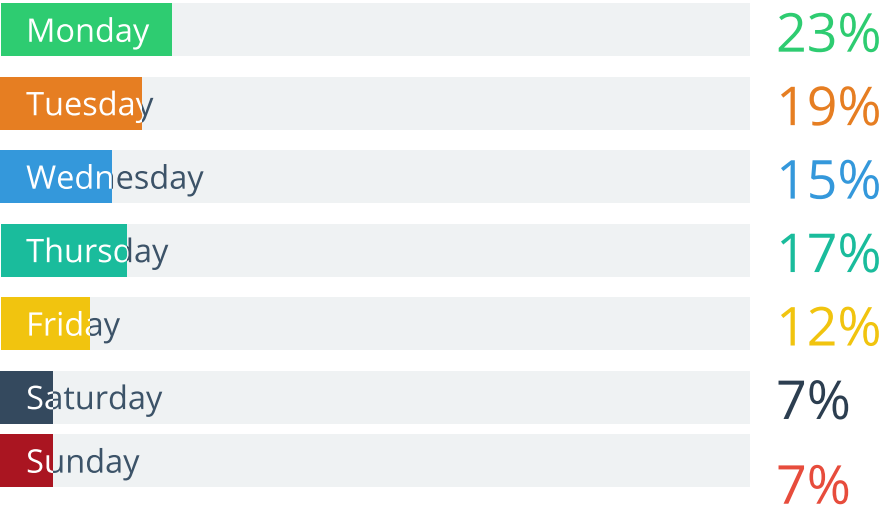 Monday 23%
Tuesday 19%
Wednesday 15%
Thursday 17%
Friday 12%
Saturday 7%
Sunday 7%